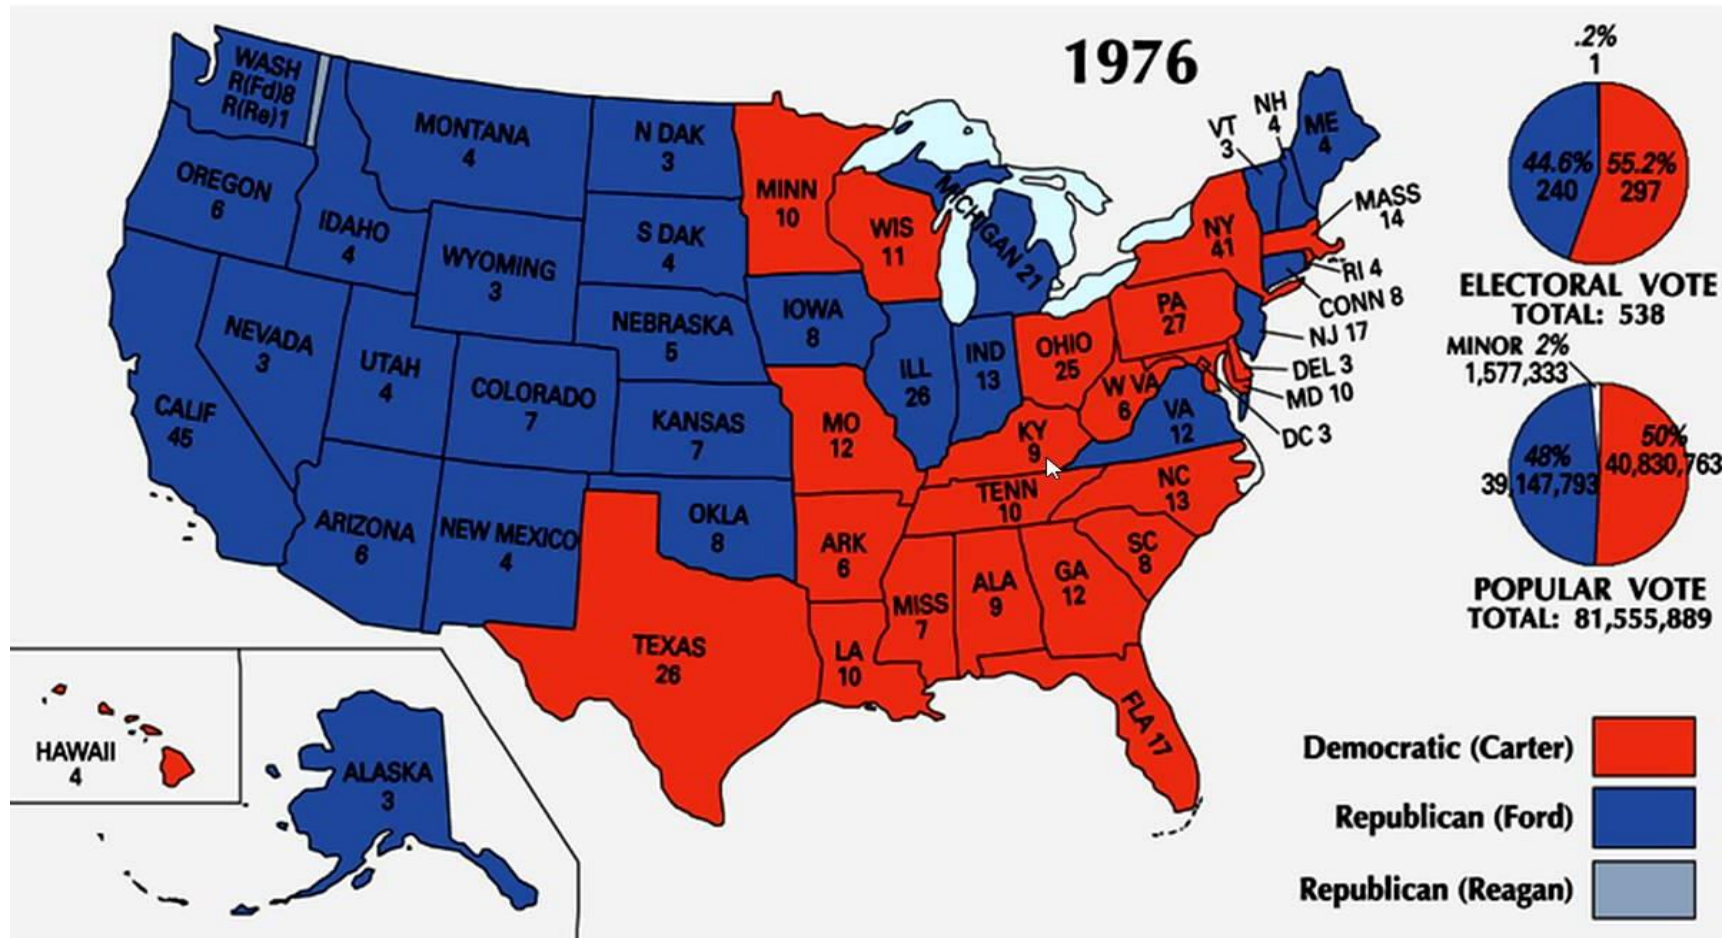 1976
WASH
R(Fd)8
R(Re)1
MONTANA
4
N DAK
3
MINN
10
OREGON
6
IDAHO
4
WYOMING
3
S DAK
4
WIS
11
MICHIGAN 21
NEBRASKA
5
IOWA
8
NEVADA
3
UTAH
4
COLORADO
7
KANSAS
7
CALIF
45
ARIZONA
6
NEW MEXICO
4
OKLA
8
TEXAS
26
MO
12
ARK
6
LA
10
ILL
26
IND
13
OHIO
25
KY
9
TENN
10
MISS
7
ALA
9
GA
12
FLA 17
SC
8
NC
13
VA
12
W VA
6
PA
27
NY
41
VT
3
NH
4
ME
4
MASS
14
RI 4
CONN 8
NJ 17
DEL 3
MD 10
DC 3
HAWAII
4
ALASKA
3
.2%
1
44.6%
240
55.2%
297
ELECTORAL VOTE
TOTAL: 538
MINOR 2%
1,577,333
48%
39,147,793
50%
40,830,763
POPULAR VOTE
TOTAL: 81,555,889
Democratic (Carter)
Republican (Ford)
Republican (Reagan)